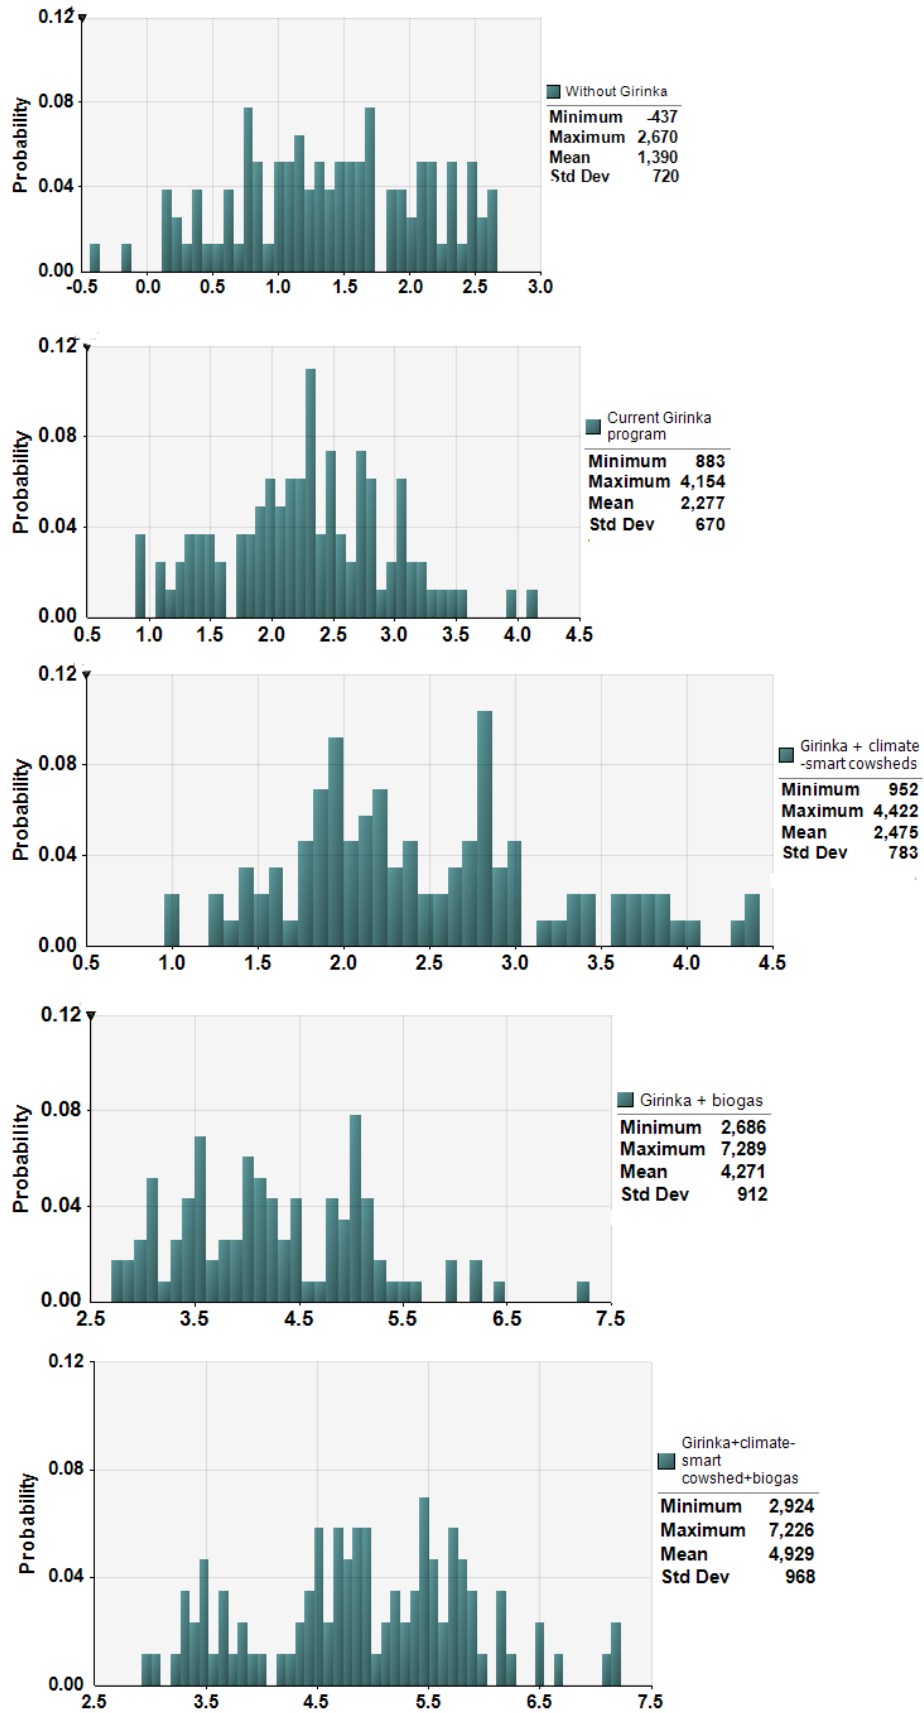 0.12
0.08
0.04
0.00
Probability
-0.5 0.0 0.5 1.0 1.5 2.0 2.5 3.0
Without Girinka
Minimum -437
Maximum 2,670
Mean 1,390
Std Dev 720
0.12
0.08
0.04
0.00
Probability
0.5 1.0 1.5 2.0 2.5 3.0 3.5 4.0 4.5
Current Girinka
program
Minimum 883
Maximum 4,154
Mean 2,277
Std Dev 670
0.12
0.08
0.04
0.00
Probability
0.5 1.0 1.5 2.0 2.5 3.0 3.5 4.0 4.5
Girinka + climate
-smart cowsheds
Minimum 952
Maximum 4,422
Mean 2,475
Std Dev 783
0.12
0.08
0.04
0.00
Probability
2.5 3.5 4.5 5.5 6.5 7.5
Girinka + biogas
Minimum 2,686
Maximum 7,289
Mean 4,271
Std Dev 912
0.12
0.08
0.04
0.00
Probability
2.5 3.5 4.5 5.5 6.5 7.5
Girinka+climate-
smart
cowshed+biogas
Minimum 2,924
Maximum 7,226
Mean 4,929
Std Dev 968